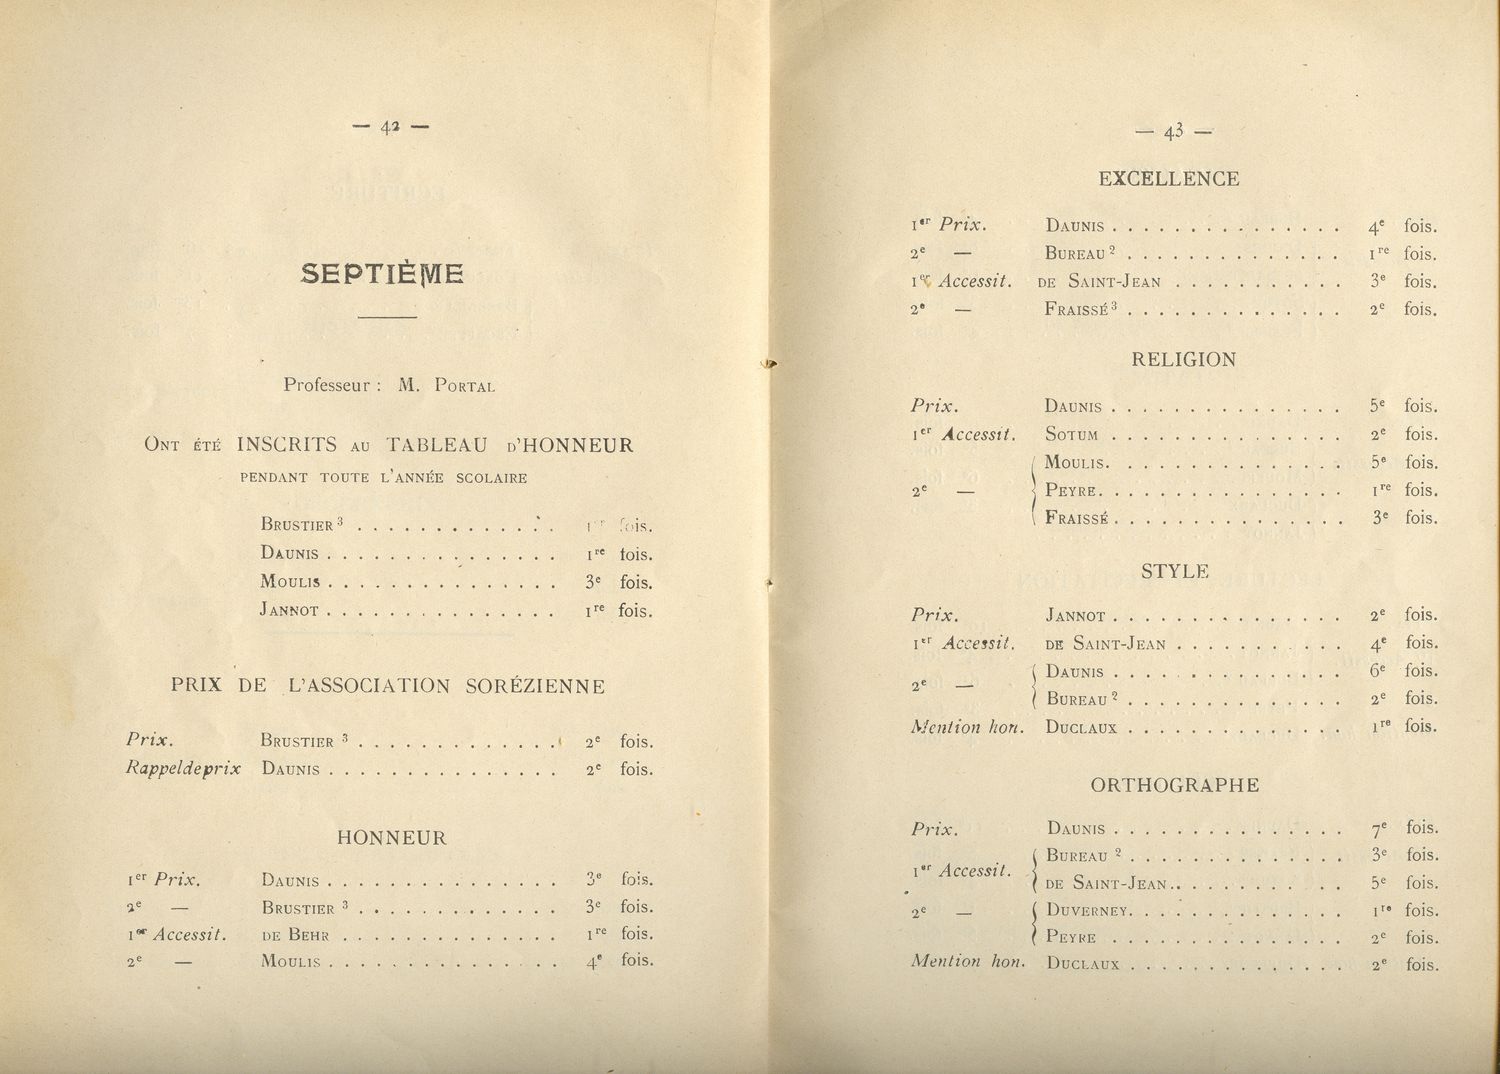 — 42 —
SEPTIÈME
Professeur : M. PORTAL
ONT ÉTÉ INSCRITS AU TABLEAU D'HONNEUR
PENDANT TOUTE L'ANNÉE SCOLAIRE
BRUSTIER ³ . . . . . . . . . . . . . fois.
DAUNIS . . . . . . . . . . . . . . . 1re fois.
MOULIS . . . . . . . . . . . . . . . 3e fois.
JANNOT . . . . . . . . . . . . . . . 1re fois.
PRIX DE L'ASSOCIATION SORÉZIENNE
Prix. BRUSTIER ³ . . . . . . . . . . . . . 2e fois.
Rappel de prix DAUNIS . . . . . . . . . . . . . . . 2e fois.
HONNEUR
1er Prix. DAUNIS . . . . . . . . . . . . . . . 3e fois.
2e — BRUSTIER ³ . . . . . . . . . . . . . 3e fois.
1er Accessit. DE BEHR . . . . . . . . . . . . . . 1re fois.
2e — MOULIS . . . . . . . . . . . . . . . 4e fois.
— 43 —
EXCELLENCE
1er Prix. DAUNIS . . . . . . . . . . . . . . . 4e fois.
2e — BUREAU ² . . . . . . . . . . . . . . 1re fois.
1er Accessit. DE SAINT-JEAN . . . . . . . . . . . 3e fois.
2e — FRAISSÉ ³ . . . . . . . . . . . . . . 2e fois.
RELIGION
Prix. DAUNIS . . . . . . . . . . . . . . . 5e fois.
1er Accessit. SOTUM . . . . . . . . . . . . . . . 2e fois.
MOULIS. . . . . . . . . . . . . . . . 5e fois.
2e — PEYRE. . . . . . . . . . . . . . . . 1re fois.
FRAISSÉ . . . . . . . . . . . . . . . 3e fois.
STYLE
Prix. JANNOT . . . . . . . . . . . . . . . 2e fois.
1er Accessit. DE SAINT-JEAN . . . . . . . . . . . 4e fois.
DAUNIS . . . . . . . . . . . . . . . 6e fois.
2e — BUREAU ² . . . . . . . . . . . . . . 2e fois.
Mention hon. DUCLAUX . . . . . . . . . . . . . . 1re fois.
ORTHOGRAPHE
Prix. DAUNIS . . . . . . . . . . . . . . . 7e fois.
BUREAU ² . . . . . . . . . . . . . . 3e fois.
1er Accessit. DE SAINT-JEAN . . . . . . . . . . . 5e fois.
2e — DUVERNEY. . . . . . . . . . . . . . 1re fois.
PEYRE . . . . . . . . . . . . . . . 2e fois.
Mention hon. DUCLAUX . . . . . . . . . . . . . . 2e fois.